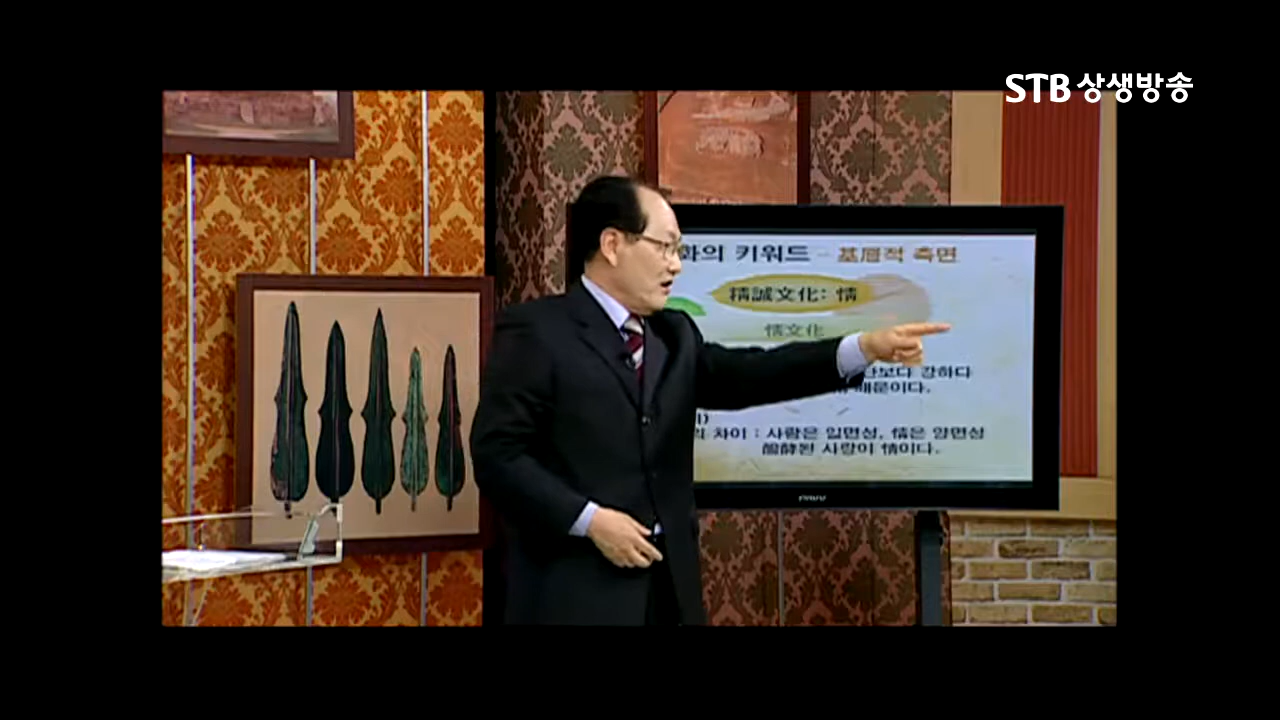 STB 상생방송
화의 키워드 - 基層적 측면
精誠文化: 情
情文化
보다 강하다
때문이다.
차이 : 사람은 일면성, 情은 양면성
醱酵된 사랑이 情이다.